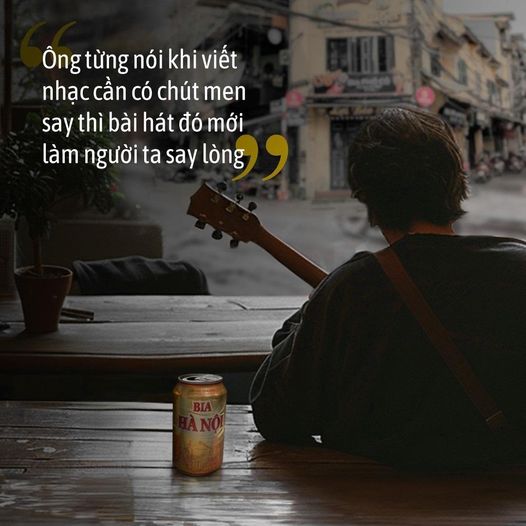 Ông từng nói khi viết
nhạc cần có chút men
say thì bài hát đó mới
làm người ta say lòng
BIA
HÀ NỘI